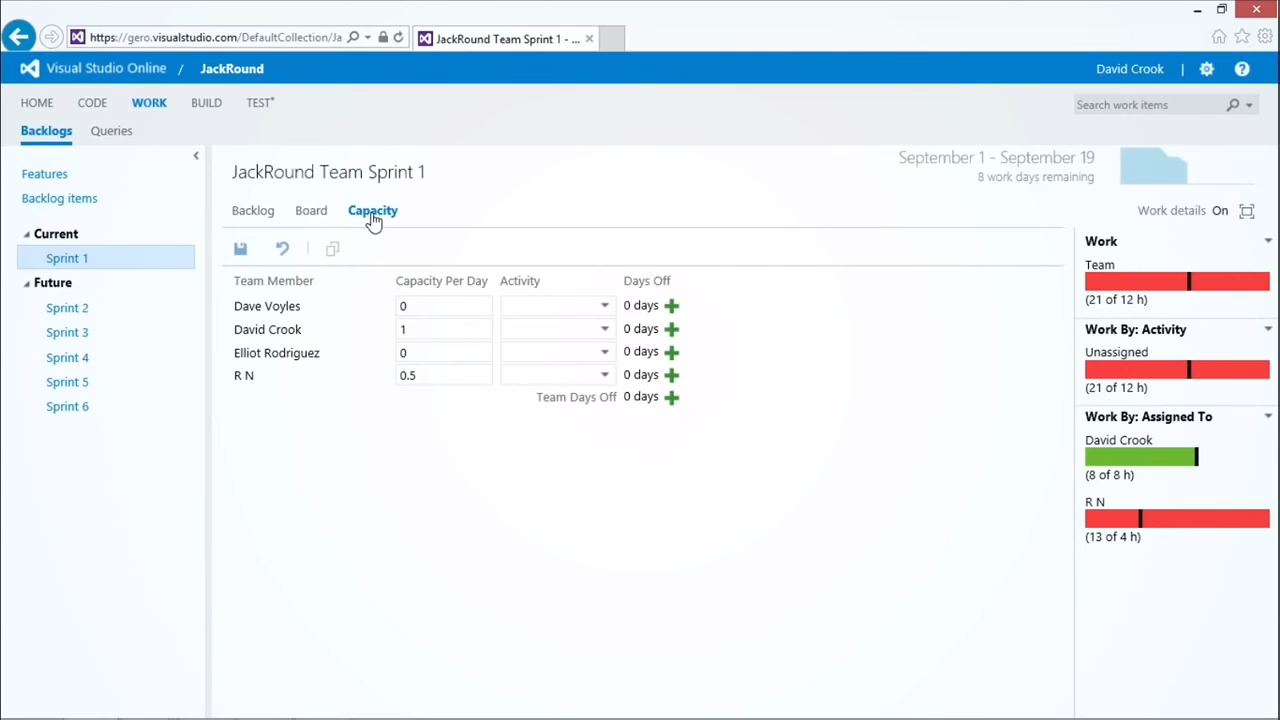 https://gero.visualstudio.com/DefaultCollection/Ja
JackRound Team Sprint 1 - ...
Visual Studio Online / JackRound
David Crook
HOME CODE WORK BUILD TEST*
Search work items
Backlogs Queries
Features
Backlog items
Current
Sprint 1
Future
Sprint 2
Sprint 3
Sprint 4
Sprint 5
Sprint 6
JackRound Team Sprint 1
September 1 - September 19
8 work days remaining
Backlog Board Capacity
Work details On
Team Member Capacity Per Day Activity Days Off
Dave Voyles 0 0 days
David Crook 1 0 days
Elliot Rodriguez 0 0 days
R N 0.5 0 days
Team Days Off 0 days
Work
Team
(21 of 12 h)
Work By: Activity
Unassigned
(21 of 12 h)
Work By: Assigned To
David Crook
(8 of 8 h)
R N
(13 of 4 h)